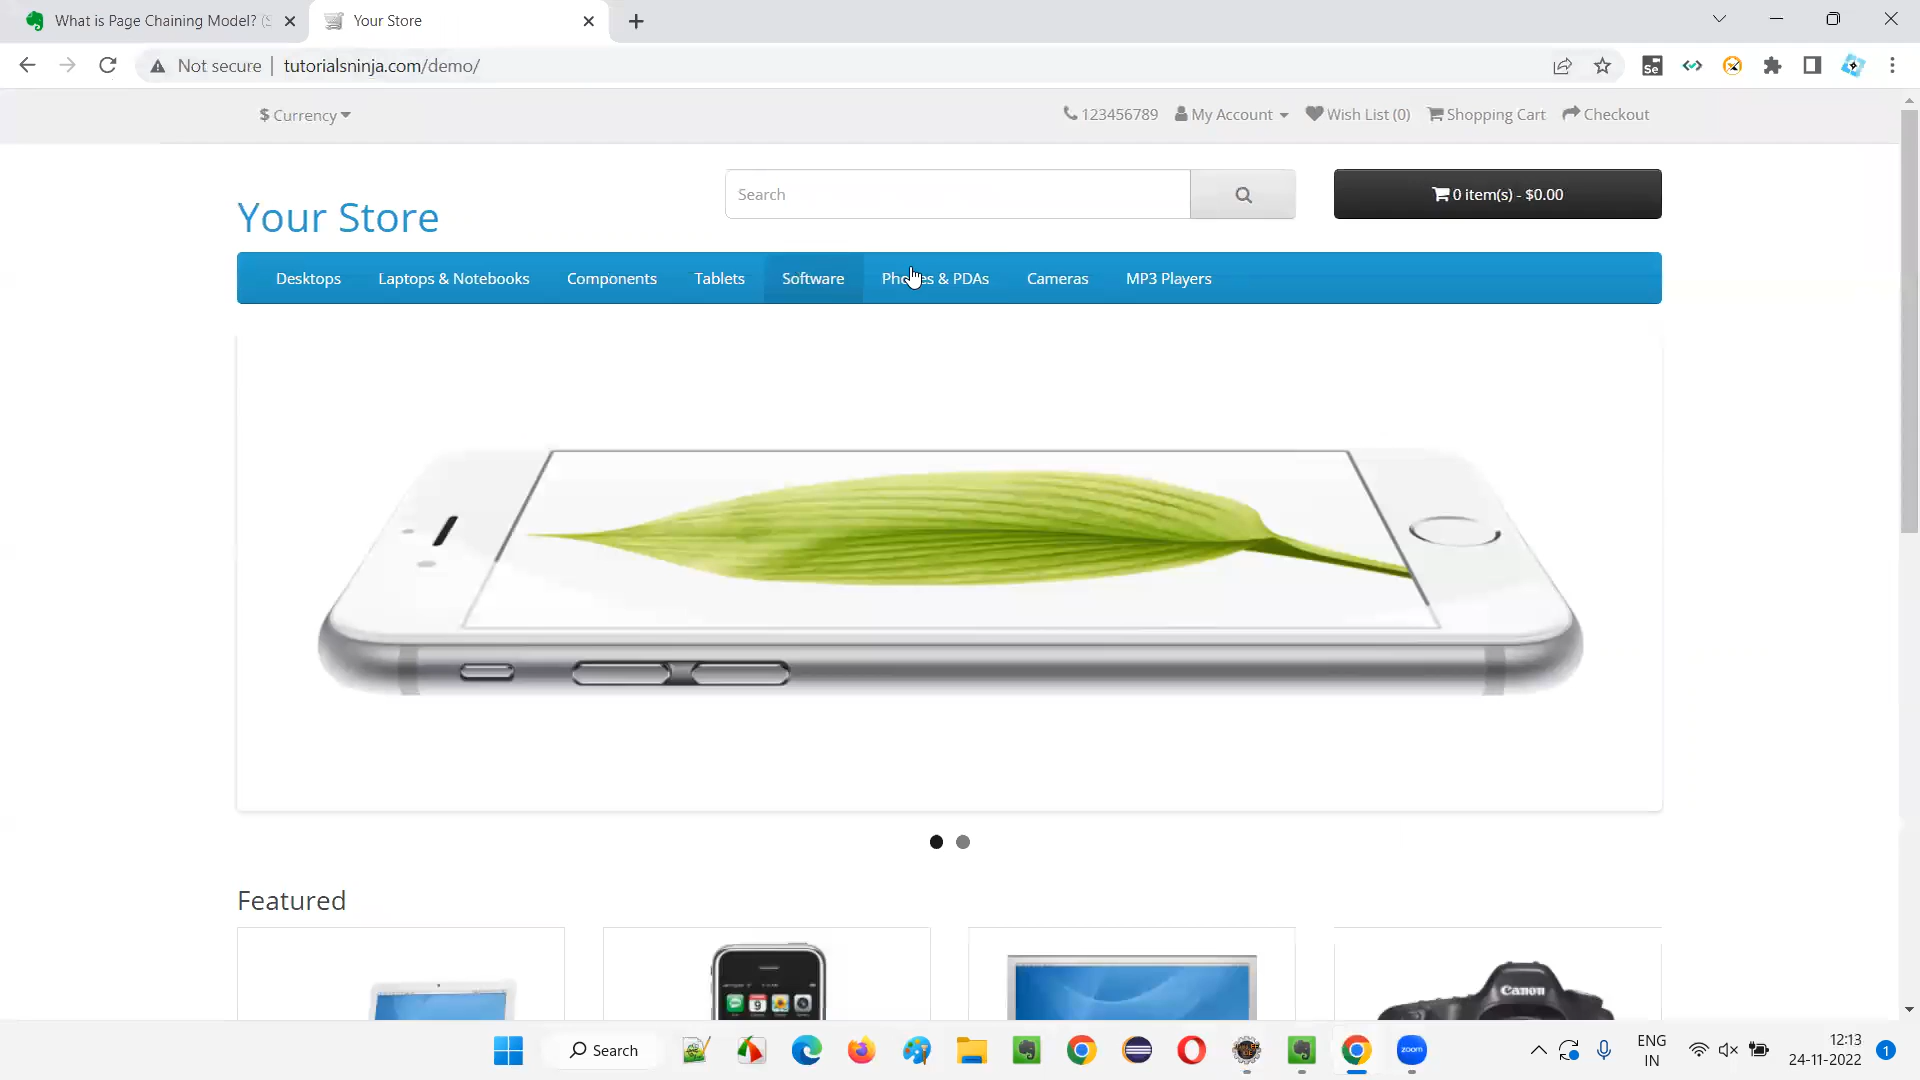 What is Page Chaining Model? (S
Your Store
Not secure
tutorialsninja.com/demo/
$ Currency
123456789
My Account
Wish List (0)
Shopping Cart
Checkout
Your Store
Search
0 item(s) - $0.00
Desktops
Laptops & Notebooks
Components
Tablets
Software
Phones & PDAs
Cameras
MP3 Players
Featured
Canon
Search
zoom
ENG
IN
12:13
24-11-2022
1